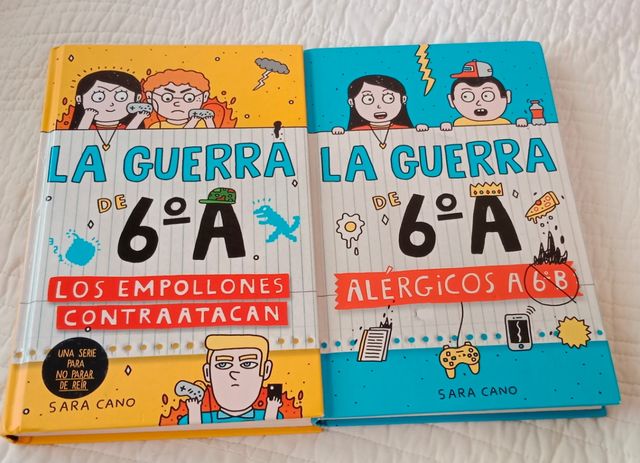 LA GUERRA
DE
6º A
LOS EMPOLLONES
CONTRAATACAN
UNA SERIE
PARA
NO PARAR
DE REÍR
SARA CANO
LA GUERRA
DE
6º A
ALÉRGICOS A 6º B
SARA CANO